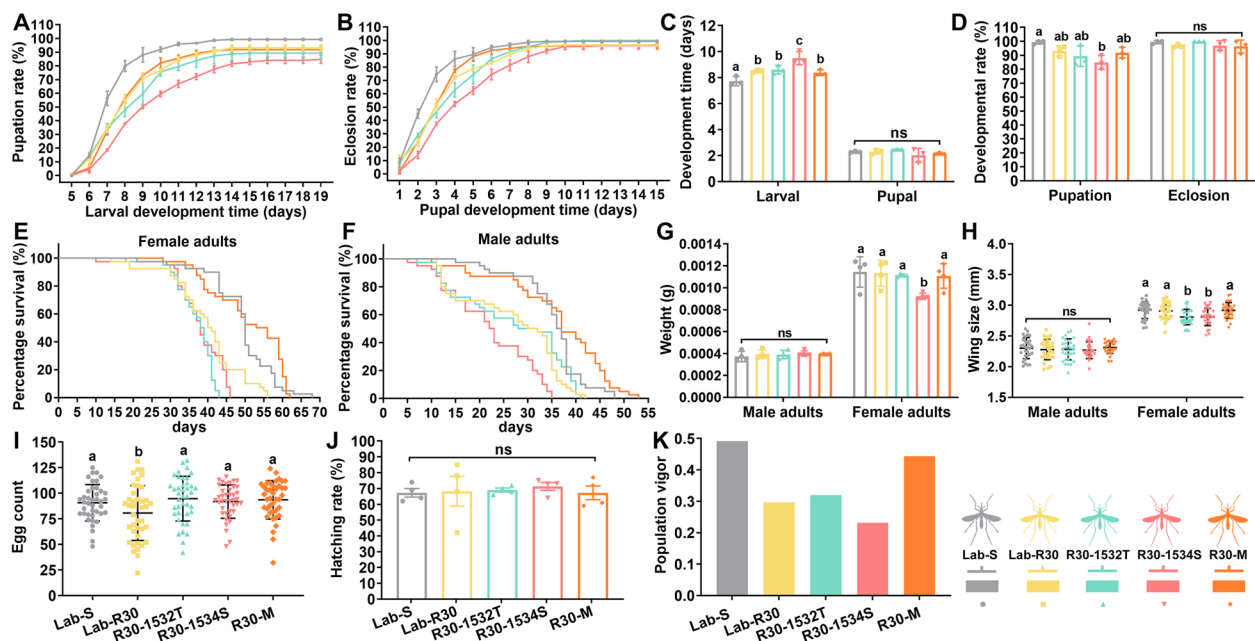 A
Pupation rate (%)
110
100
90
80
70
60
50
40
30
20
10
0
5 6 7 8 9 10 11 12 13 14 15 16 17 18 19
Larval development time (days)
B
Eclosion rate (%)
110
100
90
80
70
60
50
40
30
20
10
0
1 2 3 4 5 6 7 8 9 10 11 12 13 14 15
Pupal development time (days)
C
Development time (days)
12
10
8
6
4
2
0
a b b c b
ns
Larval Pupal
D
Developmental rate (%)
a ab ab b ab
ns
Pupation Eclosion
E
Female adults
Percentage survival (%)
100
80
60
40
20
0
0 5 10 15 20 25 30 35 40 45 50 55 60 65 70
days
F
Male adults
Percentage survival (%)
100
80
60
40
20
0
0 5 10 15 20 25 30 35 40 45 50 55
days
G
Weight (g)
0.0014
0.0012
0.0010
0.0008
0.0006
0.0004
0.0002
0.0000
ns
a a a b a
Male adults Female adults
H
Wing size (mm)
4.0
3.5
3.0
2.5
2.0
1.5
ns
a a b b a
Male adults Female adults
I
Egg count
150
125
100
75
50
25
0
a b a a a
Lab-S Lab-R30 R30-1532T R30-1534S R30-M
J
Hatching rate (%)
100
90
80
70
60
50
40
30
20
10
0
ns
Lab-S Lab-R30 R30-1532T R30-1534S R30-M
K
Population vigor
0.5
0.4
0.3
0.2
0.1
0.0
Lab-S Lab-R30 R30-1532T R30-1534S R30-M
Lab-S Lab-R30 R30-1532T R30-1534S R30-M